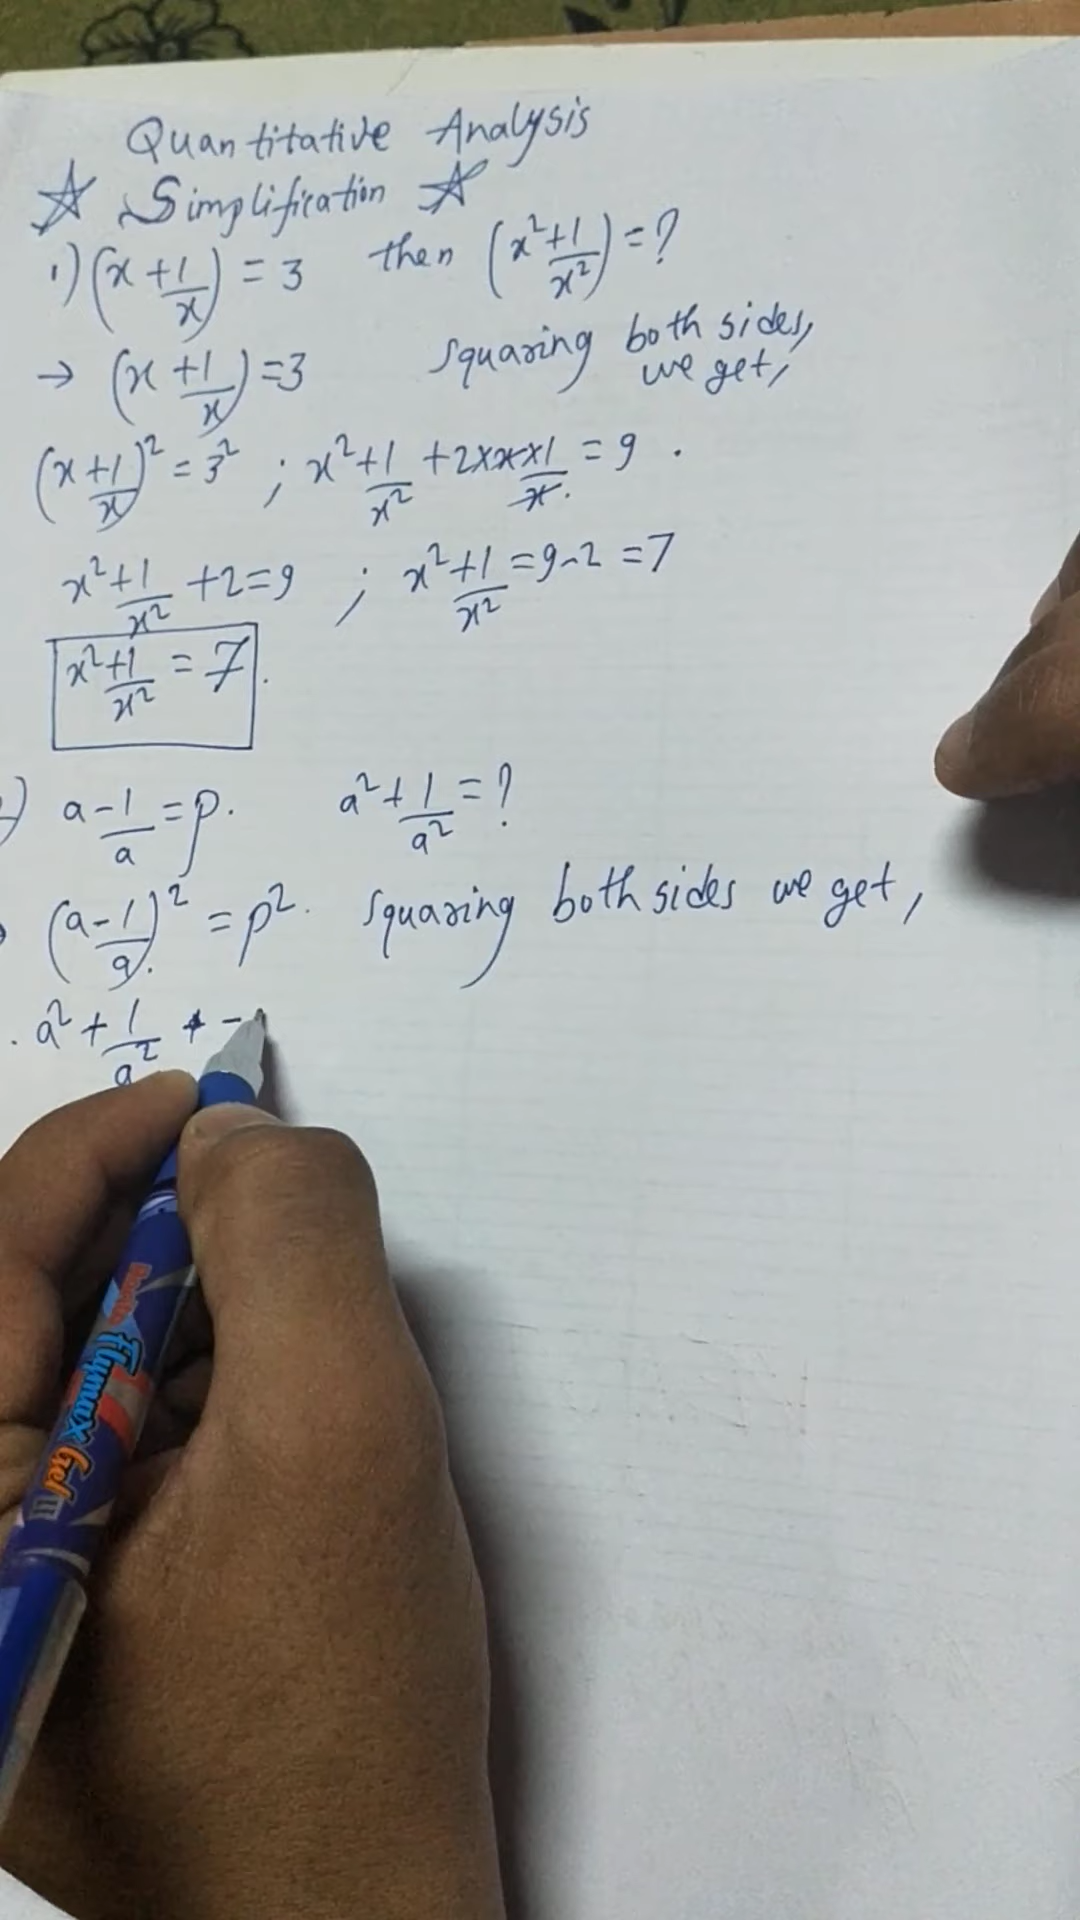 Quantitative Analysis
☆ Simplification ☆
1) (x + 1/x) = 3 then (x² + 1/x²) = ?
→ (x + 1/x) = 3 Squaring both sides,
we get,
(x + 1/x)² = 3² ; x² + 1/x² + 2×x×1/x = 9 .
x² + 1/x² + 2 = 9 ; x² + 1/x² = 9 - 2 = 7
x² + 1/x² = 7 .
a - 1/a = p. a² + 1/a² = ?
(a - 1/a)² = p². Squaring both sides we get,
. a² + 1/a² + -
Flymax Gel